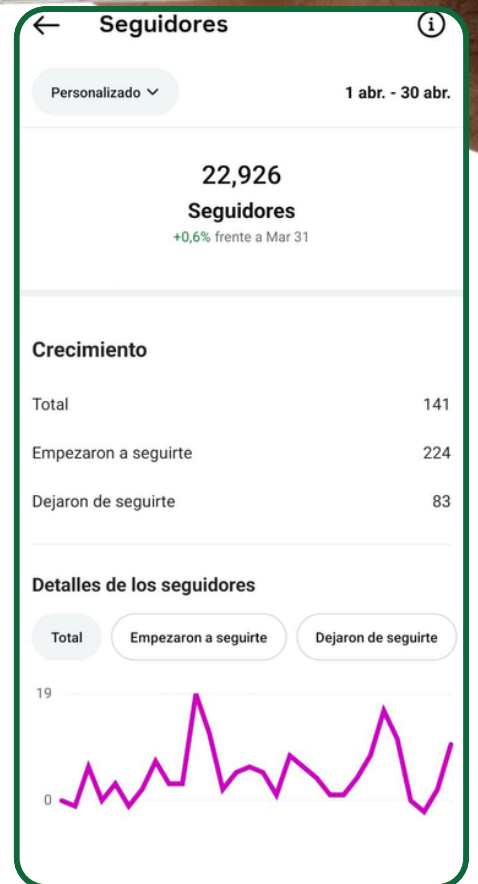 Seguidores
Personalizado
1 abr. - 30 abr.
22,926
Seguidores
+0,6% frente a Mar 31
Crecimiento
Total 141
Empezaron a seguirte 224
Dejaron de seguirte 83
Detalles de los seguidores
Total Empezaron a seguirte Dejaron de seguirte
19
0